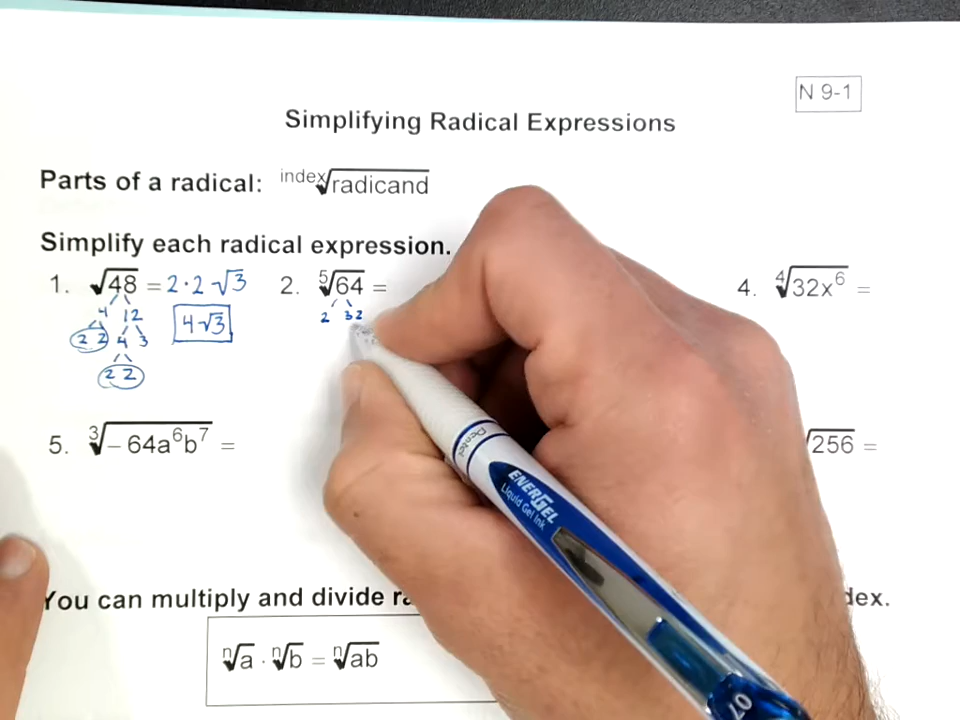 N 9-1
Simplifying Radical Expressions
Parts of a radical: index√radicand
Simplify each radical expression.
1. √48 = 2·2√3
4 12
2 2 4 3
2 2
4√3
2. ⁵√64 =
2 32
4. ⁴√32x⁶ =
5. ³√-64a⁶b⁷ =
√256 =
You can multiply and divide
dex.
ⁿ√a · ⁿ√b = ⁿ√ab
Pentel
ENERGEL
Liquid Gel Ink
07